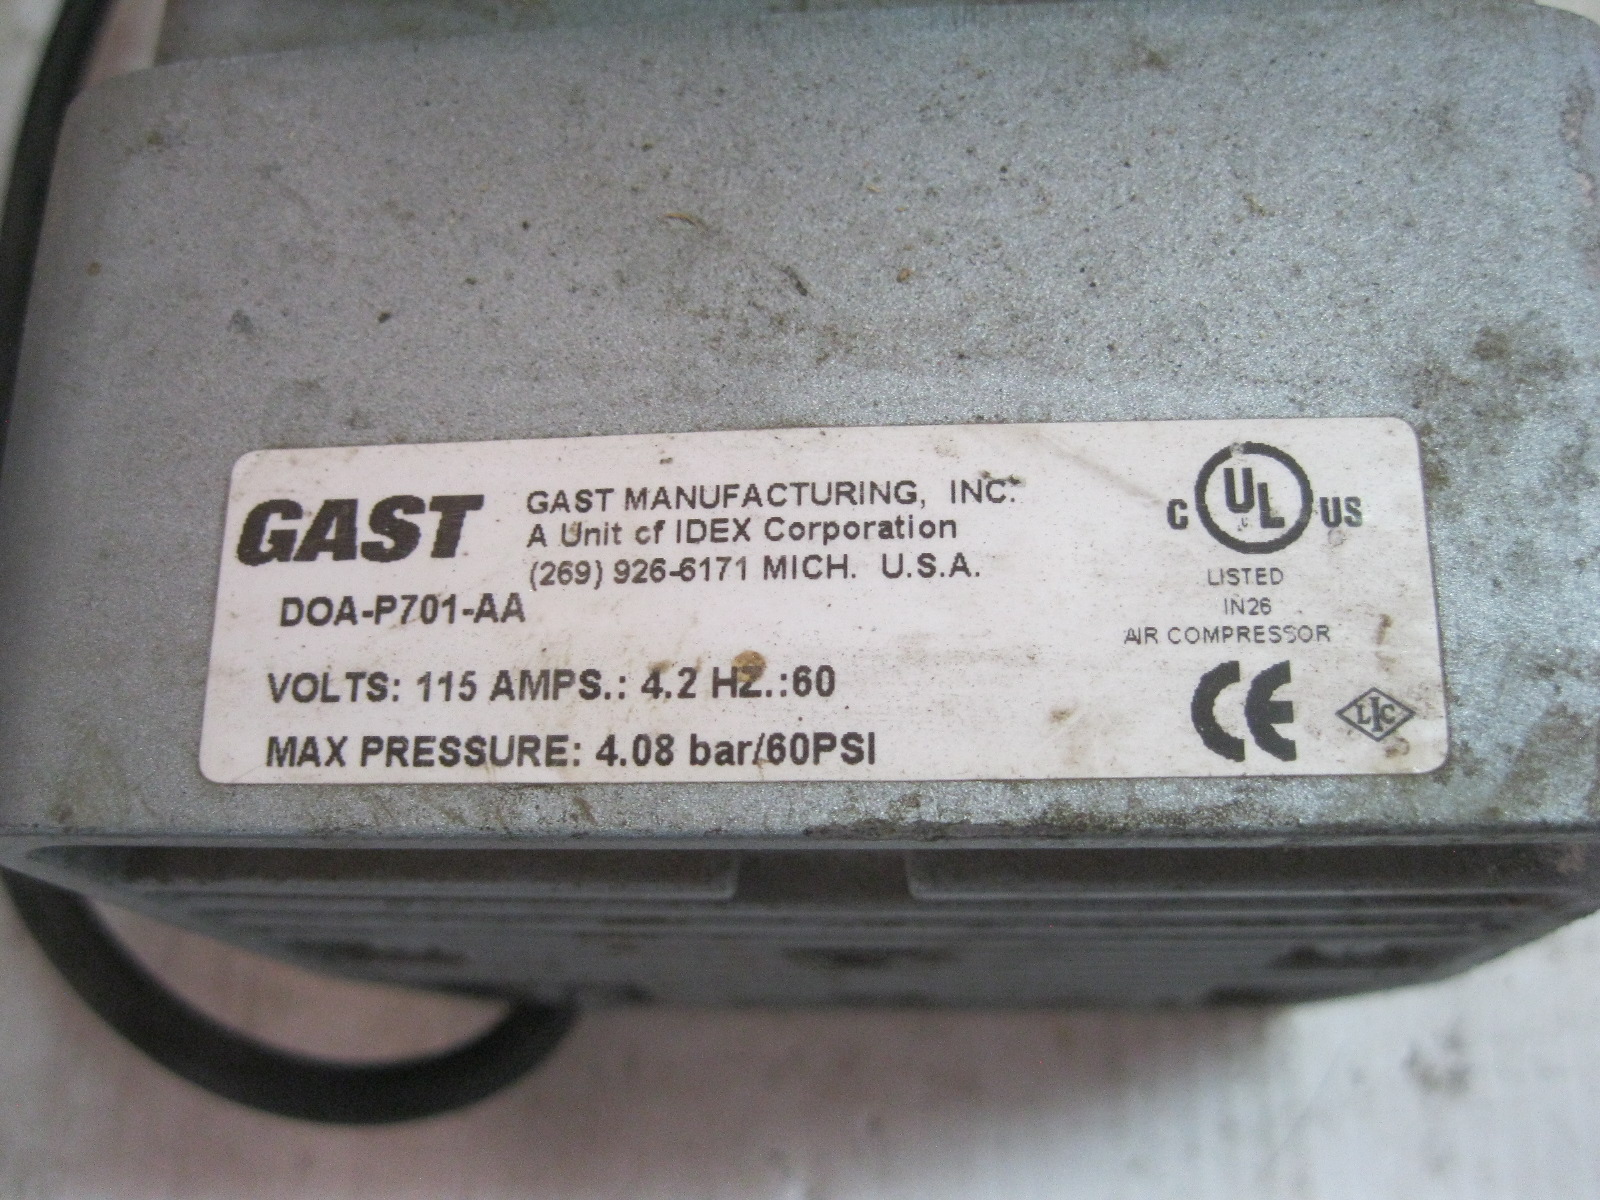 GAST
GAST MANUFACTURING, INC.
A Unit of IDEX Corporation
(269) 926-6171 MICH. U.S.A.
DOA-P701-AA
VOLTS: 115 AMPS.: 4.2 HZ.:60
MAX PRESSURE: 4.08 bar/60PSI
C UL US
LISTED
IN26
AIR COMPRESSOR
CE
LIC